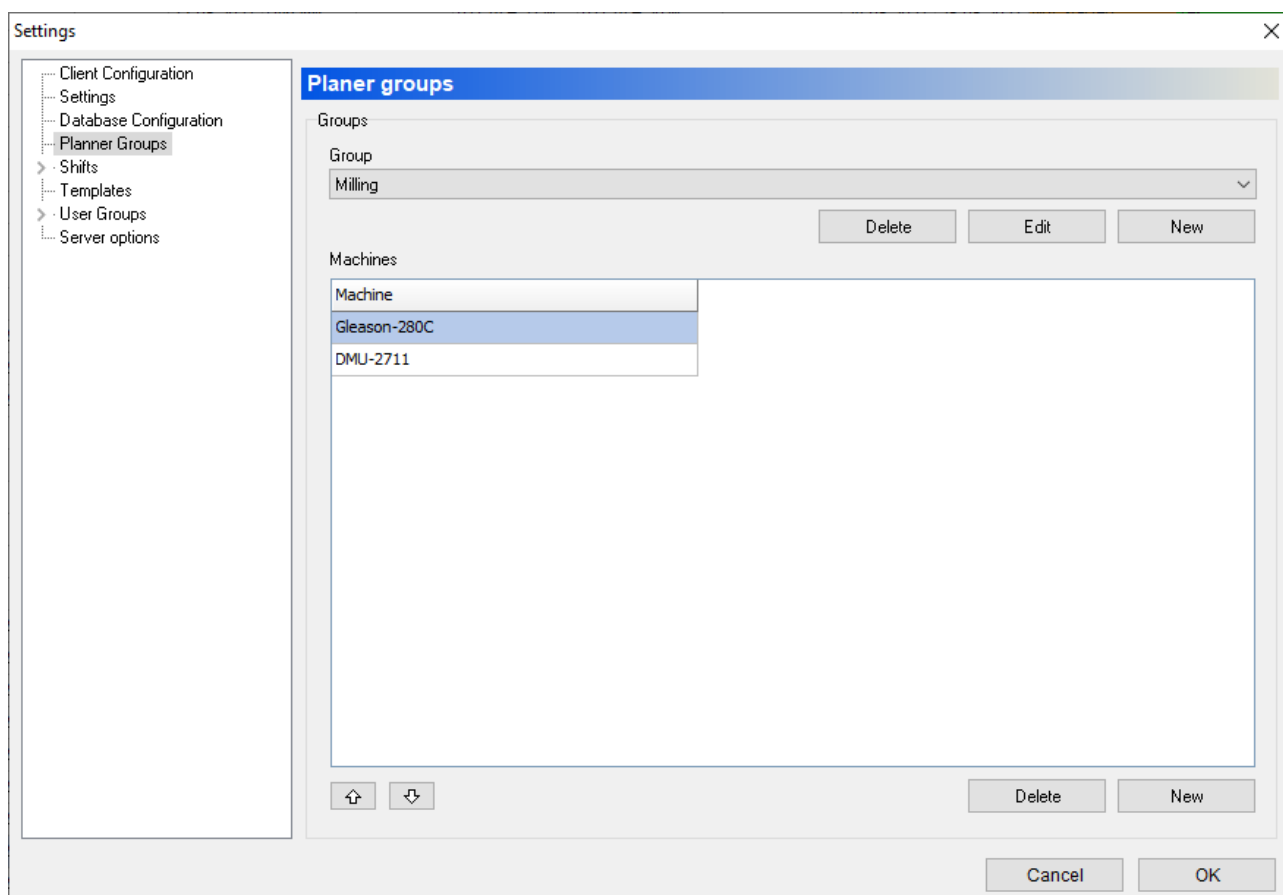 Settings
Client Configuration
Settings
Database Configuration
Planner Groups
Shifts
Templates
User Groups
Server options
Planer groups
Groups
Group
Milling
Delete Edit New
Machines
Machine
Gleason-280C
DMU-2711
Delete New
Cancel OK